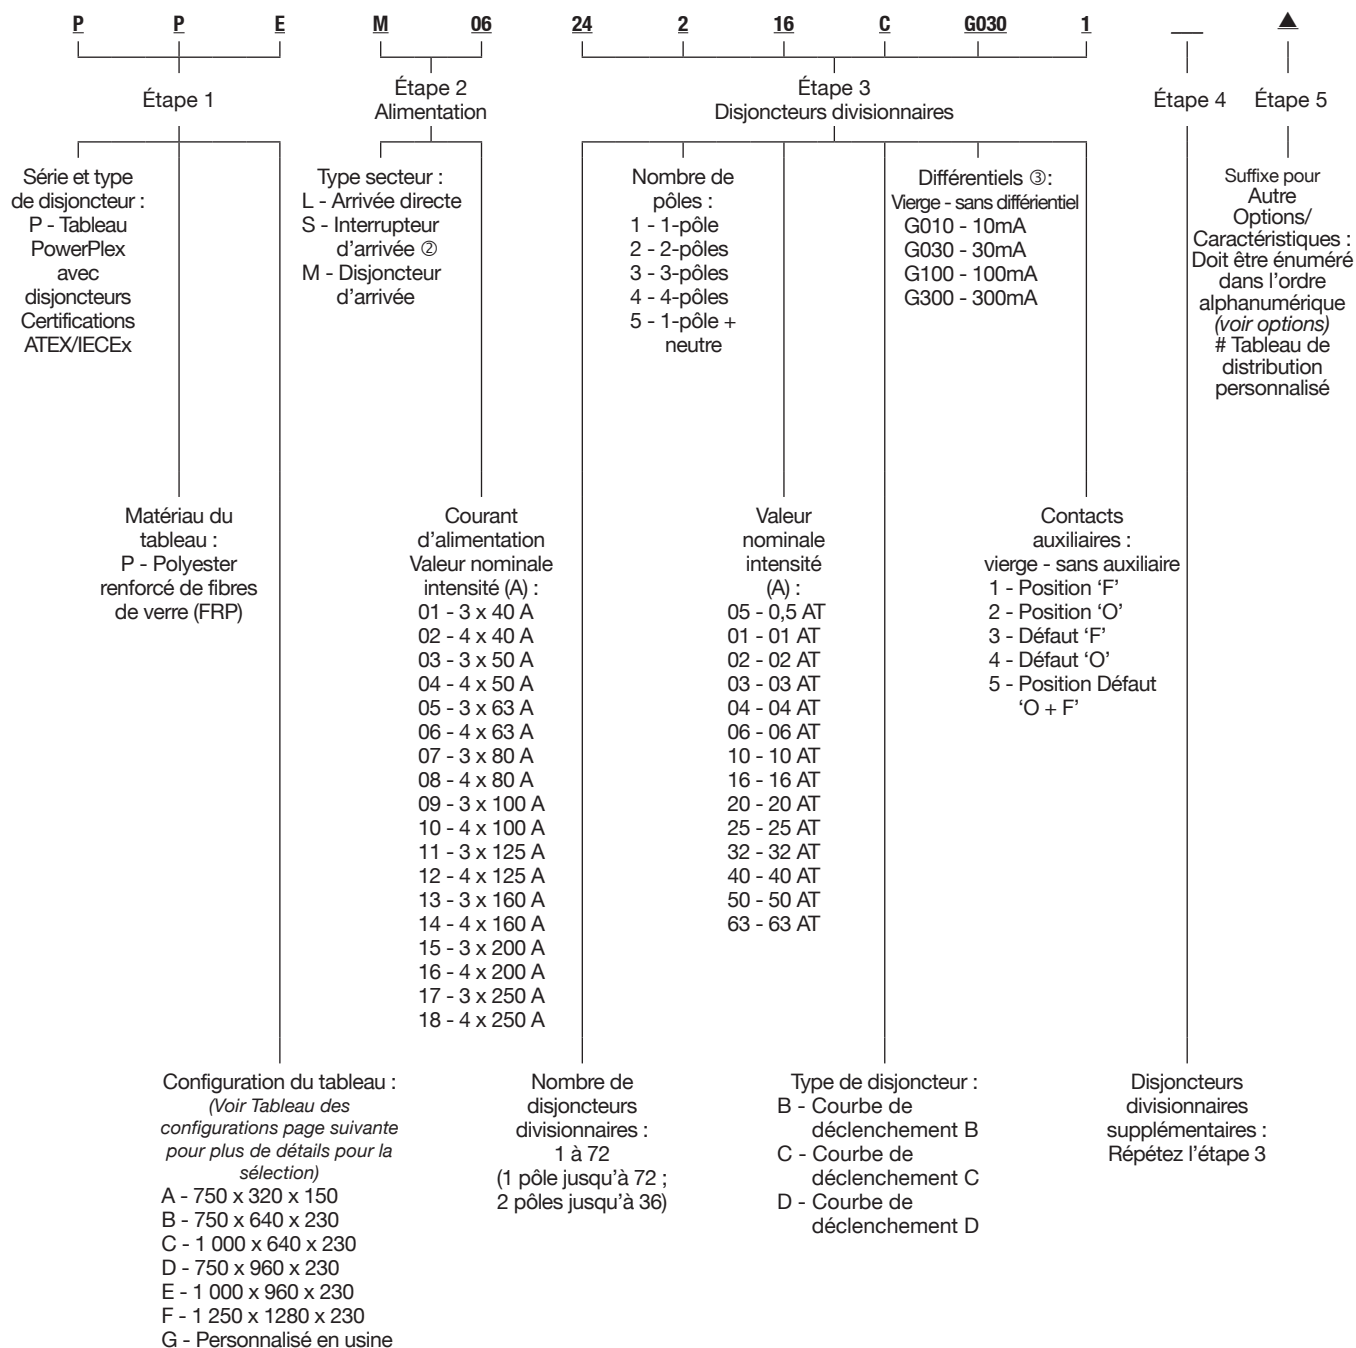 P P E M 06 24 2 16 C G030 1 __ ▲
Étape 1
Étape 2
Alimentation
Étape 3
Disjoncteurs divisionnaires
Étape 4
Étape 5
Série et type
de disjoncteur :
P - Tableau
PowerPlex
avec
disjoncteurs
Certifications
ATEX/IECEx
Type secteur :
L - Arrivée directe
S - Interrupteur
d’arrivée ②
M - Disjoncteur
d’arrivée
Nombre de
pôles :
1 - 1-pôle
2 - 2-pôles
3 - 3-pôles
4 - 4-pôles
5 - 1-pôle +
neutre
Différentiels ③:
Vierge - sans différientiel
G010 - 10mA
G030 - 30mA
G100 - 100mA
G300 - 300mA
Suffixe pour
Autre
Options/
Caractéristiques :
Doit être énuméré
dans l’ordre
alphanumérique
(voir options)
# Tableau de
distribution
personnalisé
Matériau du
tableau :
P - Polyester
renforcé de fibres
de verre (FRP)
Courant
d’alimentation
Valeur nominale
intensité (A) :
01 - 3 x 40 A
02 - 4 x 40 A
03 - 3 x 50 A
04 - 4 x 50 A
05 - 3 x 63 A
06 - 4 x 63 A
07 - 3 x 80 A
08 - 4 x 80 A
09 - 3 x 100 A
10 - 4 x 100 A
11 - 3 x 125 A
12 - 4 x 125 A
13 - 3 x 160 A
14 - 4 x 160 A
15 - 3 x 200 A
16 - 4 x 200 A
17 - 3 x 250 A
18 - 4 x 250 A
Valeur
nominale
intensité
(A) :
05 - 0,5 AT
01 - 01 AT
02 - 02 AT
03 - 03 AT
04 - 04 AT
06 - 06 AT
10 - 10 AT
16 - 16 AT
20 - 20 AT
25 - 25 AT
32 - 32 AT
40 - 40 AT
50 - 50 AT
63 - 63 AT
Contacts
auxiliaires :
vierge - sans auxiliaire
1 - Position ‘F’
2 - Position ‘O’
3 - Défaut ‘F’
4 - Défaut ‘O’
5 - Position Défaut
‘O + F’
Configuration du tableau :
(Voir Tableau des
configurations page suivante
pour plus de détails pour la
sélection)
A - 750 x 320 x 150
B - 750 x 640 x 230
C - 1 000 x 640 x 230
D - 750 x 960 x 230
E - 1 000 x 960 x 230
F - 1 250 x 1280 x 230
G - Personnalisé en usine
Nombre de
disjoncteurs
divisionnaires :
1 à 72
(1 pôle jusqu’à 72 ;
2 pôles jusqu’à 36)
Type de disjoncteur :
B - Courbe de
déclenchement B
C - Courbe de
déclenchement C
D - Courbe de
déclenchement D
Disjoncteurs
divisionnaires
supplémentaires :
Répétez l’étape 3